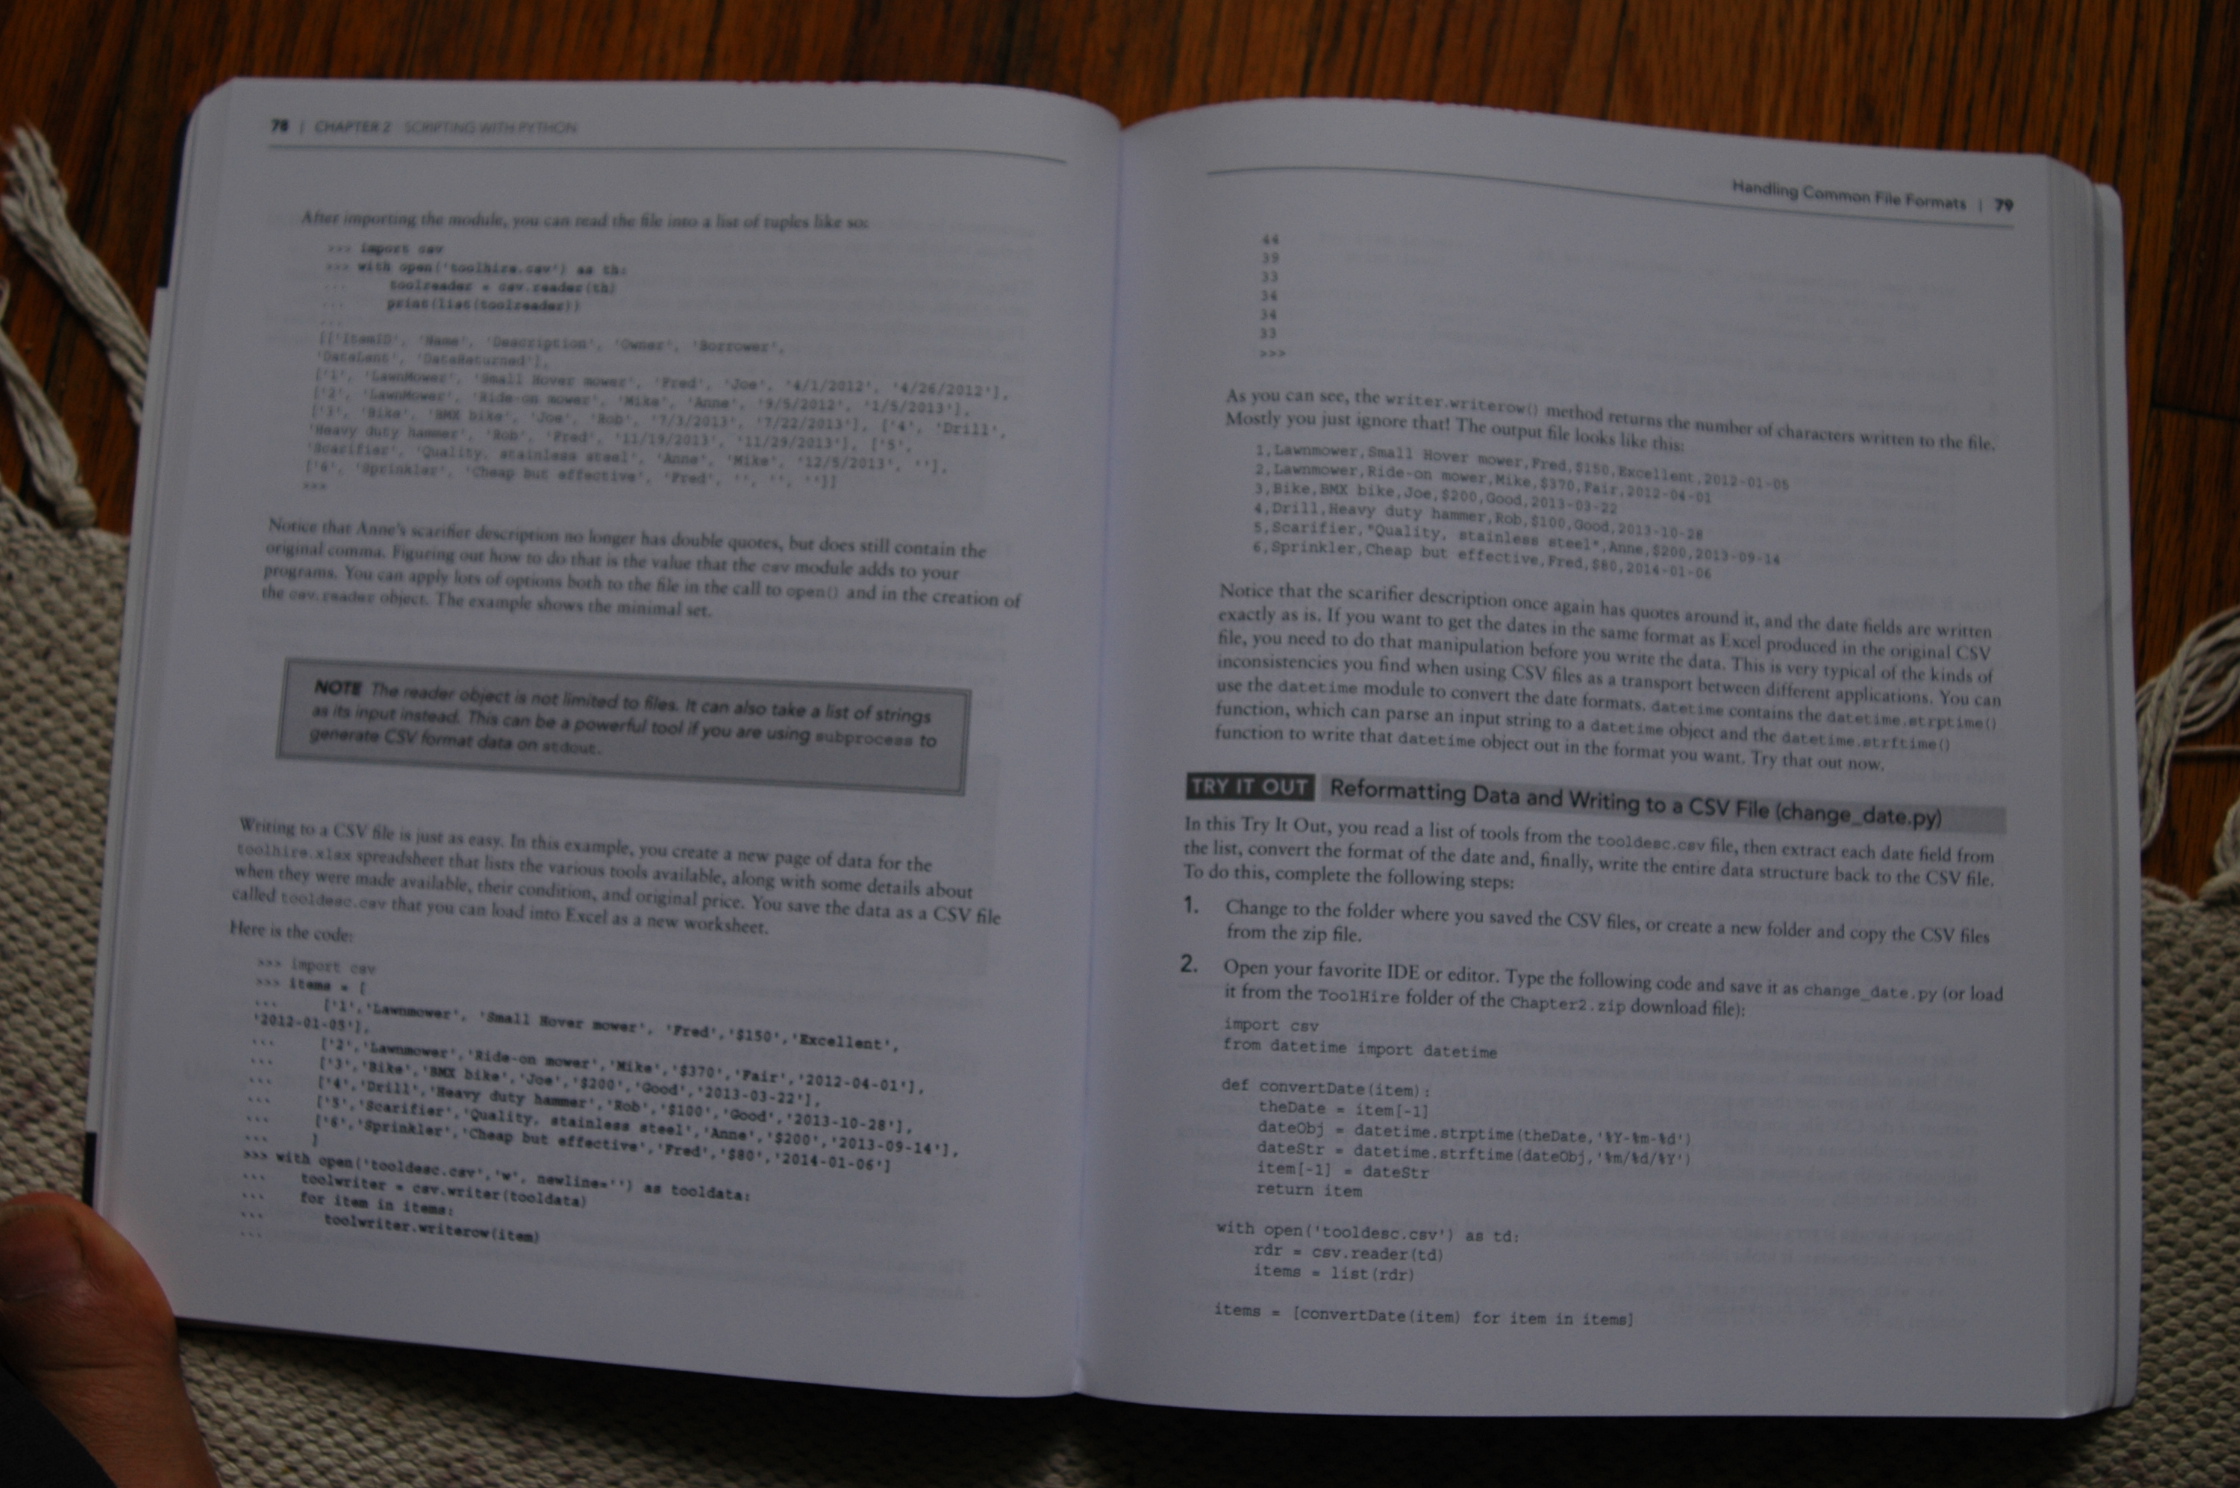 78 | CHAPTER 2 SCRIPTING WITH PYTHON
After importing the module, you can read the file into a list of tuples like so:
>>> import csv
>>> with open('toolhire.csv') as th:
... toolreader = csv.reader(th)
... print(list(toolreader))
...
[['ItemID', 'Name', 'Description', 'Owner', 'Borrower',
'DateLent', 'DateReturned'],
['1', 'LawnMower', 'Small Hover mower', 'Fred', 'Joe', '4/1/2012', '4/26/2012'],
['2', 'LawnMower', 'Ride-on mower', 'Mike', 'Anne', '9/5/2012', '1/5/2013'],
['3', 'Bike', 'BMX bike', 'Joe', 'Rob', '7/3/2013', '7/22/2013'], ['4', 'Drill',
'Heavy duty hammer', 'Rob', 'Fred', '11/19/2013', '11/29/2013'], ['5',
'Scarifier', 'Quality, stainless steel', 'Anne', 'Mike', '12/5/2013', ''],
['6', 'Sprinkler', 'Cheap but effective', 'Fred', '', '', '']]
>>>
Notice that Anne's scarifier description no longer has double quotes, but does still contain the
original comma. Figuring out how to do that is the value that the csv module adds to your
programs. You can apply lots of options both to the file in the call to open() and in the creation of
the csv.reader object. The example shows the minimal set.
NOTE The reader object is not limited to files. It can also take a list of strings
as its input instead. This can be a powerful tool if you are using subprocess to
generate CSV format data on stdout.
Writing to a CSV file is just as easy. In this example, you create a new page of data for the
toolhire.xlsx spreadsheet that lists the various tools available, along with some details about
when they were made available, their condition, and original price. You save the data as a CSV file
called tooldesc.csv that you can load into Excel as a new worksheet.
Here is the code:
>>> import csv
>>> items = [
... ['1','Lawnmower', 'Small Hover mower', 'Fred','$150','Excellent',
'2012-01-05'],
... ['2','Lawnmower','Ride-on mower','Mike','$370','Fair','2012-04-01'],
... ['3','Bike','BMX bike','Joe','$200','Good','2013-03-22'],
... ['4','Drill','Heavy duty hammer','Rob','$100','Good','2013-10-28'],
... ['5','Scarifier','Quality, stainless steel','Anne','$200','2013-09-14'],
... ['6','Sprinkler','Cheap but effective','Fred','$80','2014-01-06']
... ]
>>> with open('tooldesc.csv','w', newline='') as tooldata:
... toolwriter = csv.writer(tooldata)
... for item in items:
... toolwriter.writerow(item)
...
Handling Common File Formats | 79
44
39
33
34
34
33
>>>
As you can see, the writer.writerow() method returns the number of characters written to the file.
Mostly you just ignore that! The output file looks like this:
1,Lawnmower,Small Hover mower,Fred,$150,Excellent,2012-01-05
2,Lawnmower,Ride-on mower,Mike,$370,Fair,2012-04-01
3,Bike,BMX bike,Joe,$200,Good,2013-03-22
4,Drill,Heavy duty hammer,Rob,$100,Good,2013-10-28
5,Scarifier,"Quality, stainless steel",Anne,$200,2013-09-14
6,Sprinkler,Cheap but effective,Fred,$80,2014-01-06
Notice that the scarifier description once again has quotes around it, and the date fields are written
exactly as is. If you want to get the dates in the same format as Excel produced in the original CSV
file, you need to do that manipulation before you write the data. This is very typical of the kinds of
inconsistencies you find when using CSV files as a transport between different applications. You can
use the datetime module to convert the date formats. datetime contains the datetime.strptime()
function, which can parse an input string to a datetime object and the datetime.strftime()
function to write that datetime object out in the format you want. Try that out now.
TRY IT OUT Reformatting Data and Writing to a CSV File (change_date.py)
In this Try It Out, you read a list of tools from the tooldesc.csv file, then extract each date field from
the list, convert the format of the date and, finally, write the entire data structure back to the CSV file.
To do this, complete the following steps:
1. Change to the folder where you saved the CSV files, or create a new folder and copy the CSV files
from the zip file.
2. Open your favorite IDE or editor. Type the following code and save it as change_date.py (or load
it from the ToolHire folder of the Chapter2.zip download file):
import csv
from datetime import datetime
def convertDate(item):
theDate = item[-1]
dateObj = datetime.strptime(theDate,'%Y-%m-%d')
dateStr = datetime.strftime(dateObj,'%m/%d/%Y')
item[-1] = dateStr
return item
with open('tooldesc.csv') as td:
rdr = csv.reader(td)
items = list(rdr)
items = [convertDate(item) for item in items]